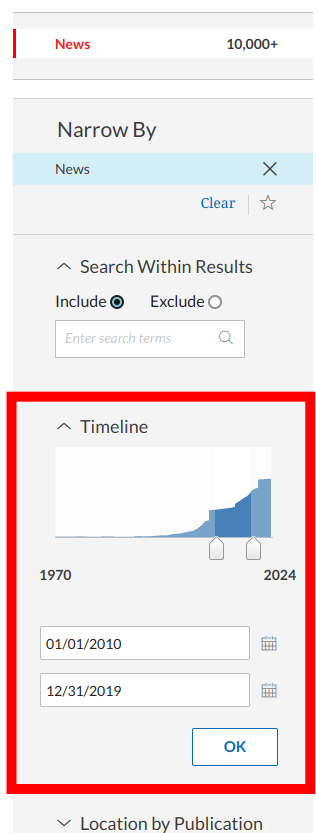 News 10,000+
Narrow By
News
Clear
Search Within Results
Include Exclude
Enter search terms
Timeline
1970 2024
01/01/2010
12/31/2019
OK
Location by Publication